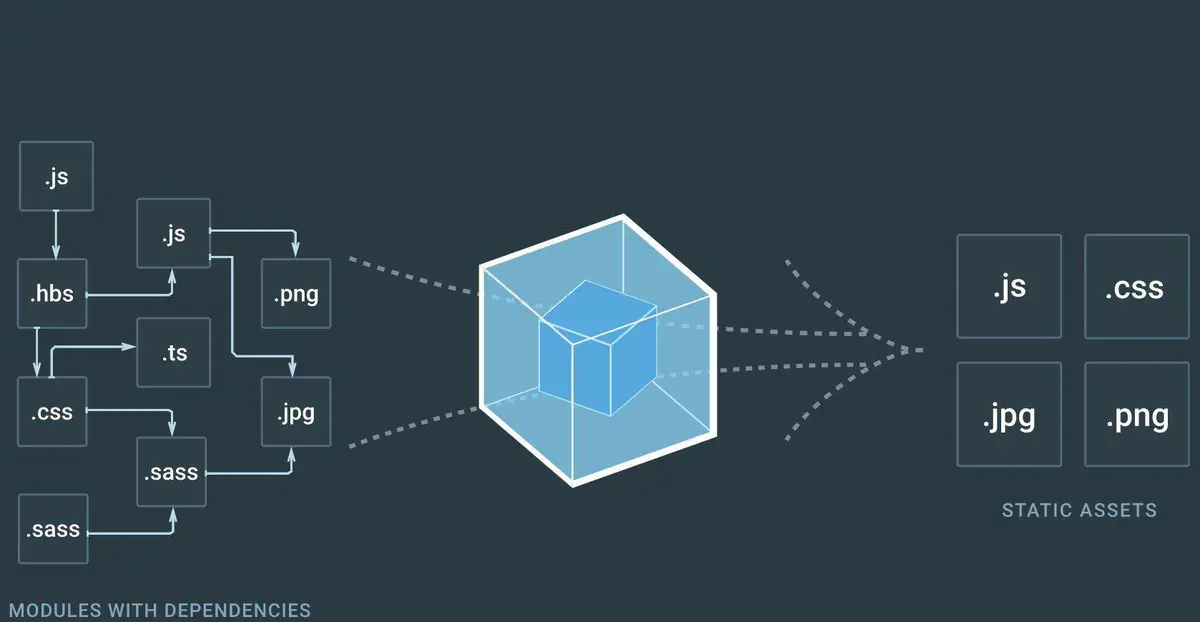 .js
.js
.hbs
.png
.ts
.css
.jpg
.sass
.sass
MODULES WITH DEPENDENCIES
.js
.css
.jpg
.png
STATIC ASSETS